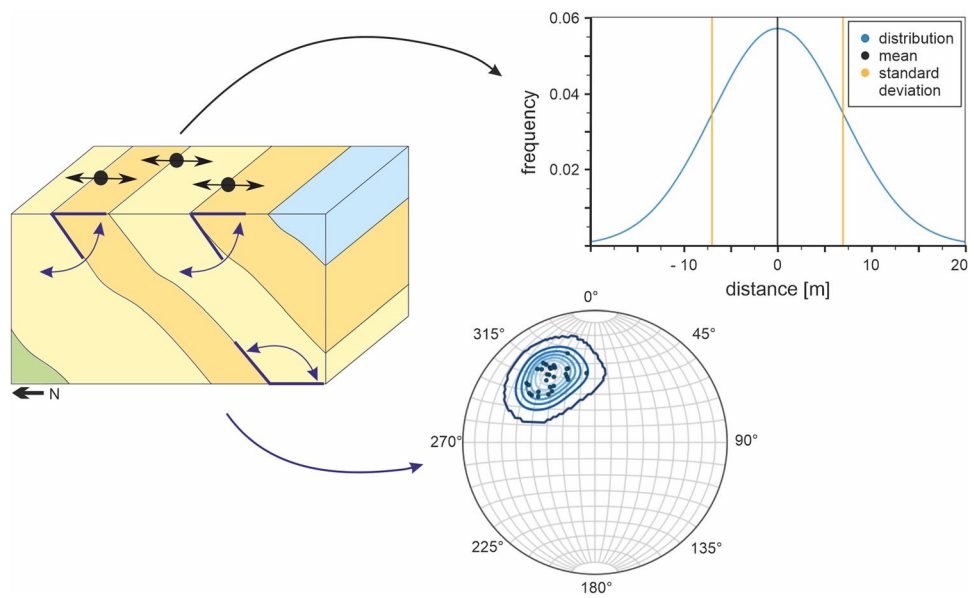 0.06
0.04
0.02
frequency
distribution
mean
standard
deviation
- 10
0
10
20
distance [m]
N
0°
315°
45°
270°
90°
225°
135°
180°